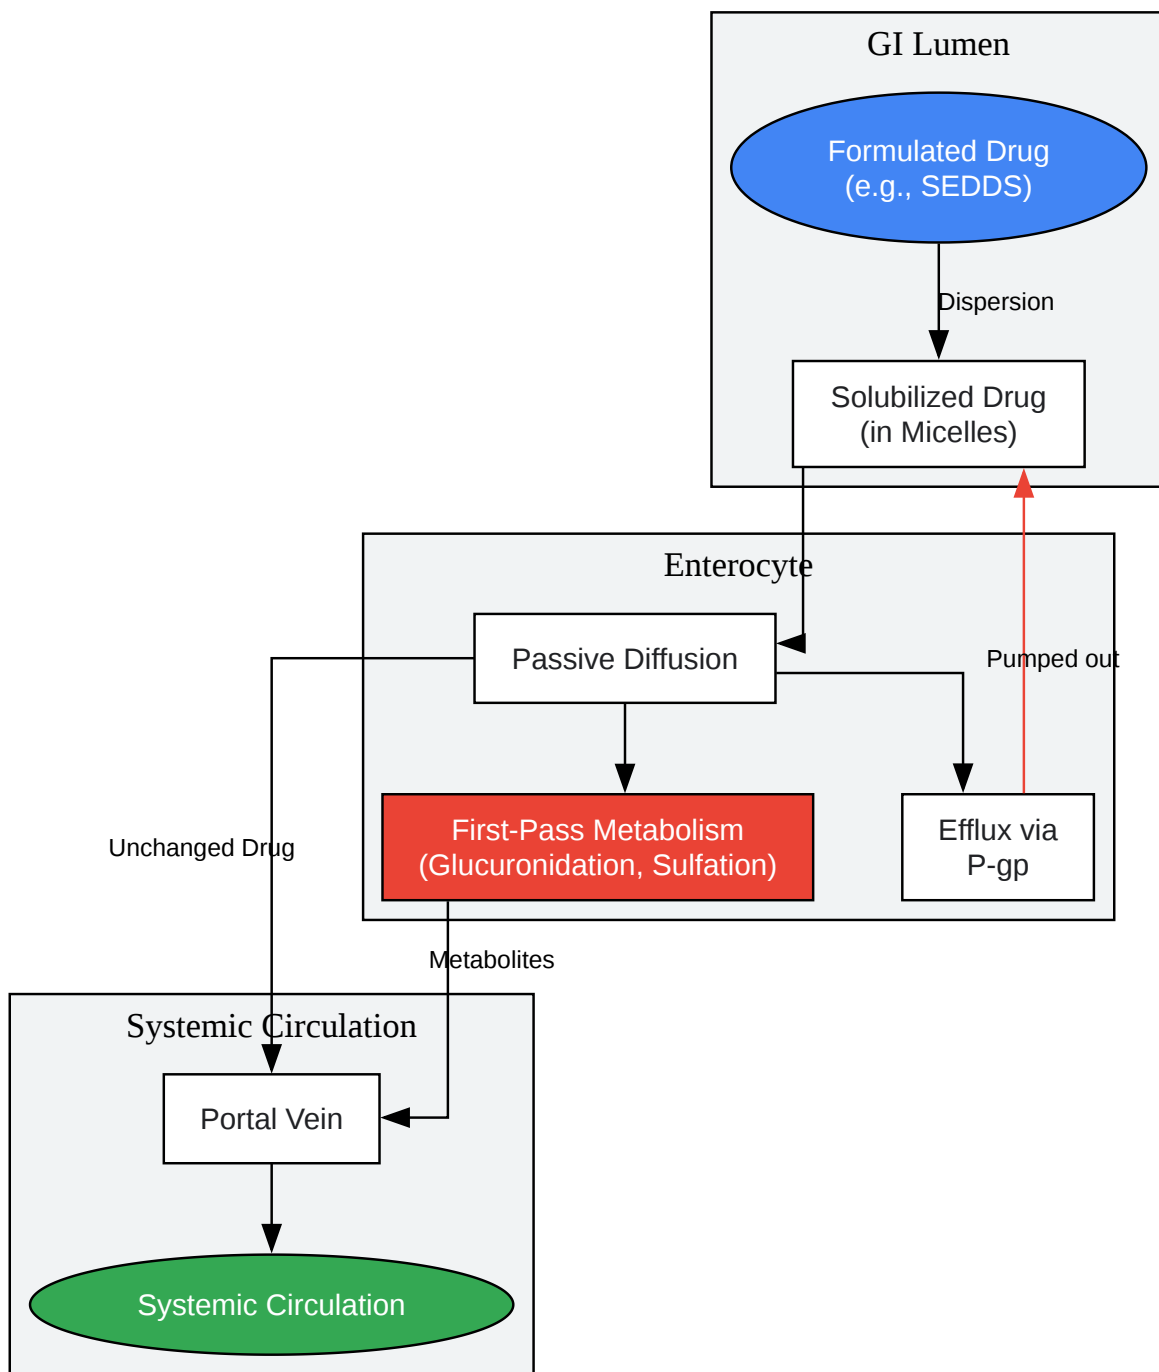 GI Lumen
Formulated Drug
(e.g., SEDDS)
Dispersion
Solubilized Drug
(in Micelles)
Enterocyte
Passive Diffusion
Pumped out
First-Pass Metabolism
(Glucuronidation, Sulfation)
Efflux via
P-gp
Unchanged Drug
Metabolites
Systemic Circulation
Portal Vein
Systemic Circulation